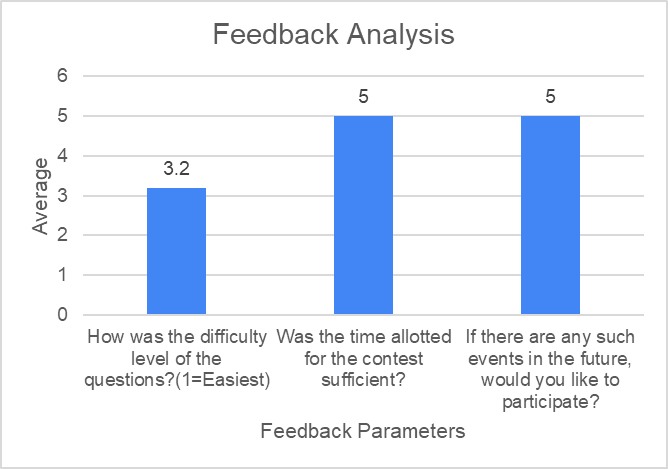 Feedback Analysis
6
5
4
3
2
1
0
Average
3.2
5
5
How was the difficulty
level of the
questions?(1=Easiest)
Was the time allotted
for the contest
sufficient?
If there are any such
events in the future,
would you like to
participate?
Feedback Parameters